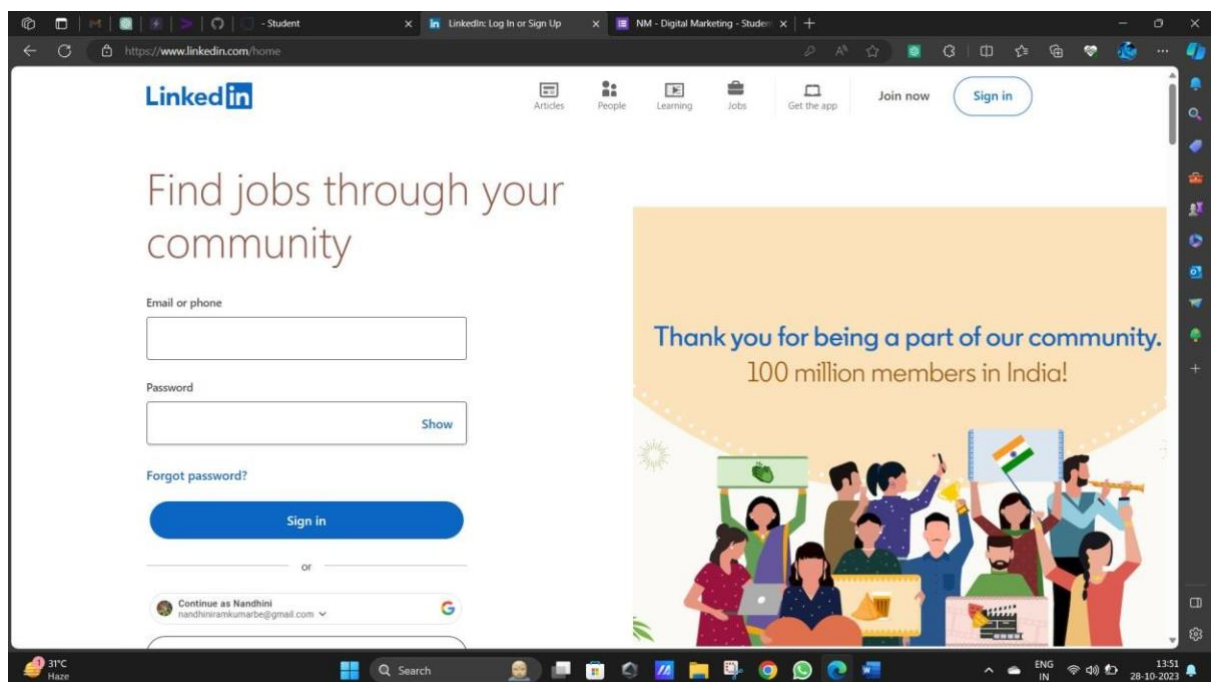 - Student
LinkedIn: Log In or Sign Up
NM - Digital Marketing - Studen
https://www.linkedin.com/home
Linked in
Articles
People
Learning
Jobs
Get the app
Join now
Sign in
Find jobs through your
community
Email or phone
Password
Show
Forgot password?
Sign in
or
Continue as Nandhini
nandhiniramkumarbe@gmail.com
Thank you for being a part of our community.
100 million members in India!
31°C
Haze
Search
ENG
IN
13:51
28-10-2023